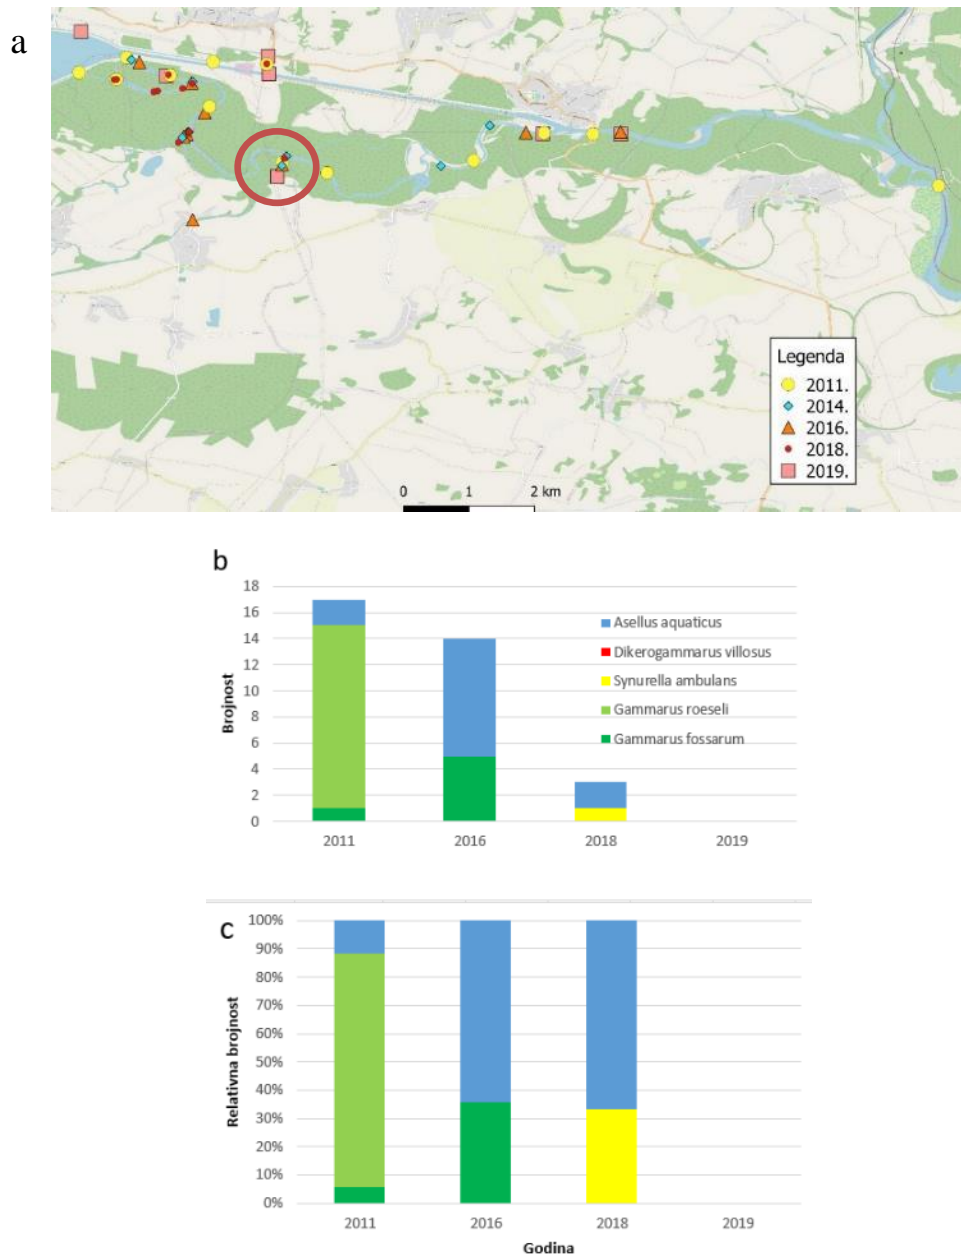 a
Legenda
2011.
2014.
2016.
2018.
2019.
0 1 2 km
b
18
16
14
12
10
8
6
4
2
0
Brojnost
Asellus aquaticus
Dikerogammarus villosus
Synurella ambulans
Gammarus roeseli
Gammarus fossarum
2011 2016 2018 2019
c
100%
90%
80%
70%
60%
50%
40%
30%
20%
10%
0%
Relativna brojnost
2011 2016 2018 2019
Godina